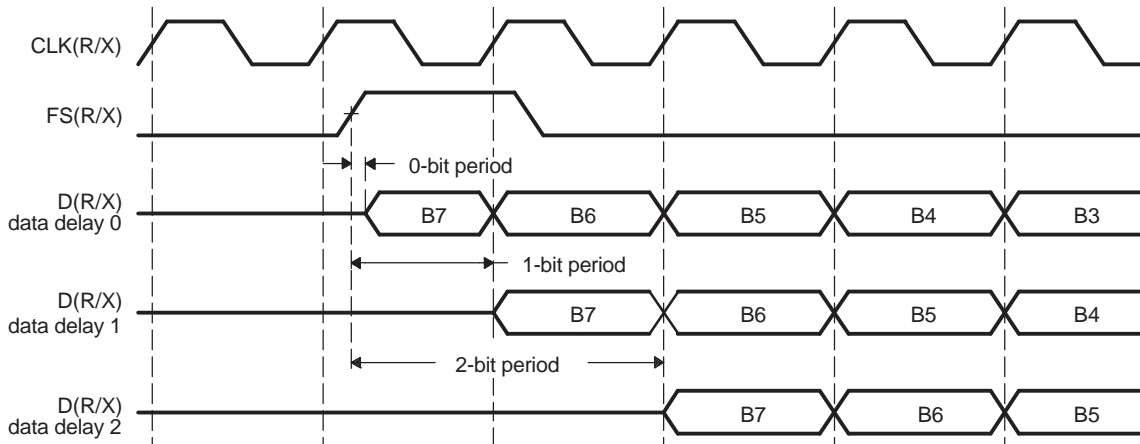 CLK(R/X)
FS(R/X)
0-bit period
D(R/X)
data delay 0
B7 B6 B5 B4 B3
1-bit period
D(R/X)
data delay 1
B7 B6 B5 B4
2-bit period
D(R/X)
data delay 2
B7 B6 B5